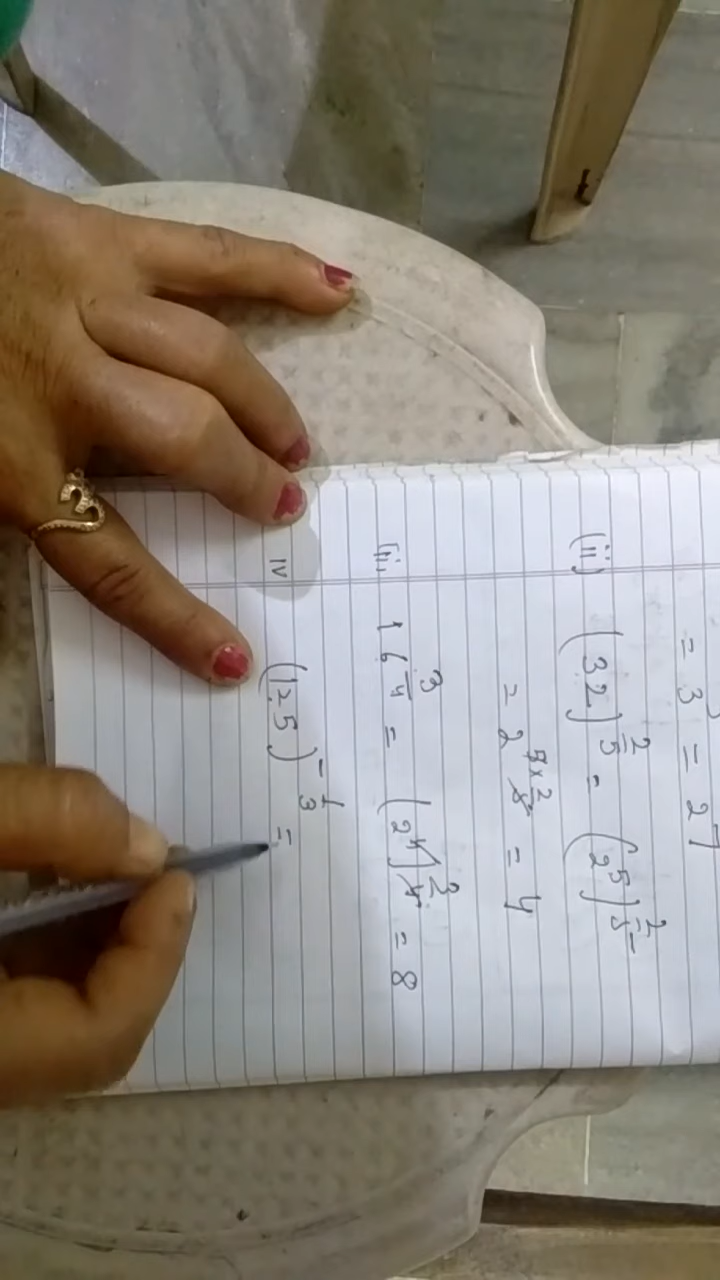 = 3 = 27
(ii) (32)^2/5 = (2^5)^2/5
= 2^5×2/5 = 4
(ii, 16^3/4 = (2^4)^3/4 = 8
iv (125)^-1/3 =